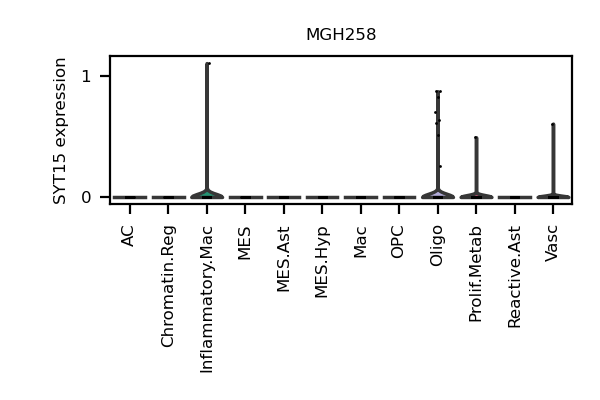 MGH258
SYT15 expression
1
0
AC
Chromatin.Reg
Inflammatory.Mac
MES
MES.Ast
MES.Hyp
Mac
OPC
Oligo
Prolif.Metab
Reactive.Ast
Vasc